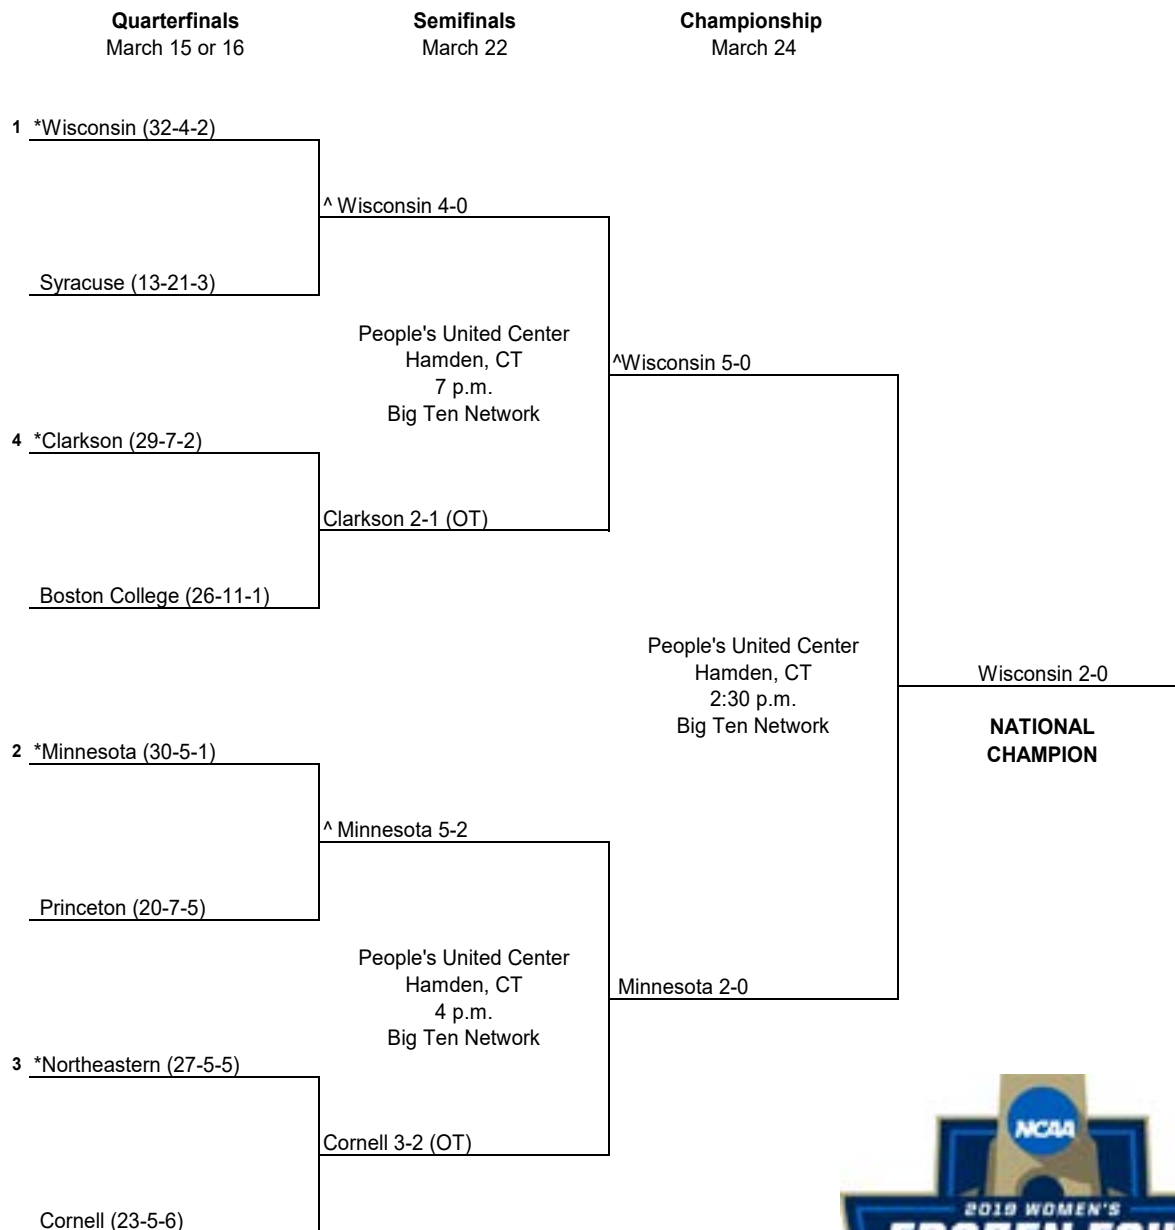 Quarterfinals
March 15 or 16
Semifinals
March 22
Championship
March 24
1 *Wisconsin (32-4-2)
^ Wisconsin 4-0
Syracuse (13-21-3)
People's United Center
Hamden, CT
7 p.m.
Big Ten Network
^Wisconsin 5-0
4 *Clarkson (29-7-2)
Clarkson 2-1 (OT)
Boston College (26-11-1)
People's United Center
Hamden, CT
2:30 p.m.
Big Ten Network
Wisconsin 2-0
NATIONAL
CHAMPION
2 *Minnesota (30-5-1)
^ Minnesota 5-2
Princeton (20-7-5)
People's United Center
Hamden, CT
4 p.m.
Big Ten Network
Minnesota 2-0
3 *Northeastern (27-5-5)
Cornell 3-2 (OT)
Cornell (23-5-6)
NCAA
2019 WOMEN'S